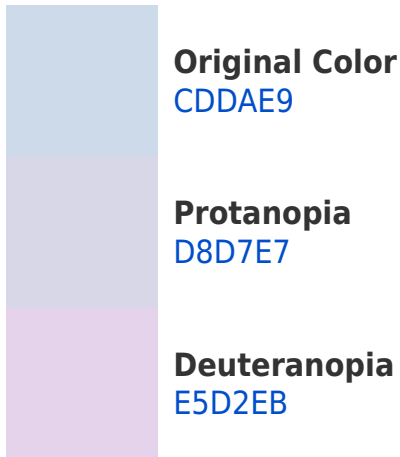 Original Color
CDDAE9
Protanopia
D8D7E7
Deuteranopia
E5D2EB